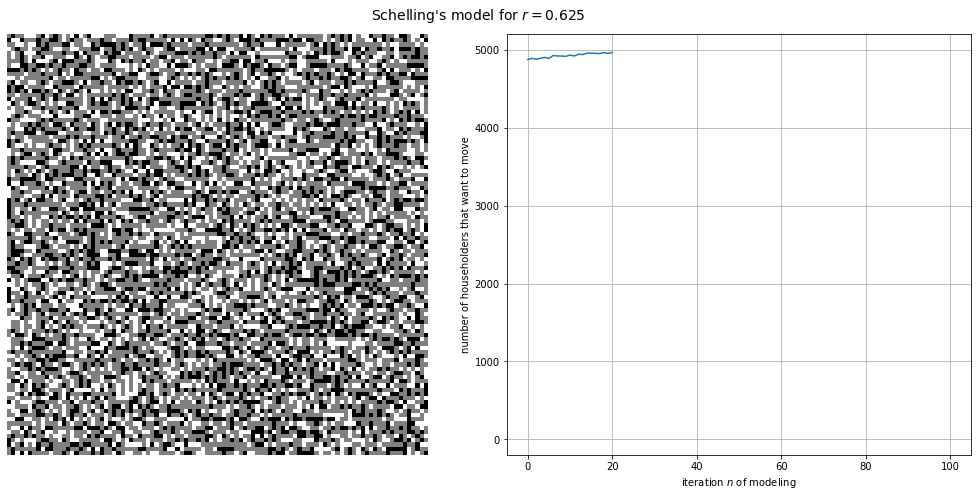 Schelling's model for r = 0.625
number of householders that want to move
5000
4000
3000
2000
1000
0
0 20 40 60 80 100
iteration n of modeling